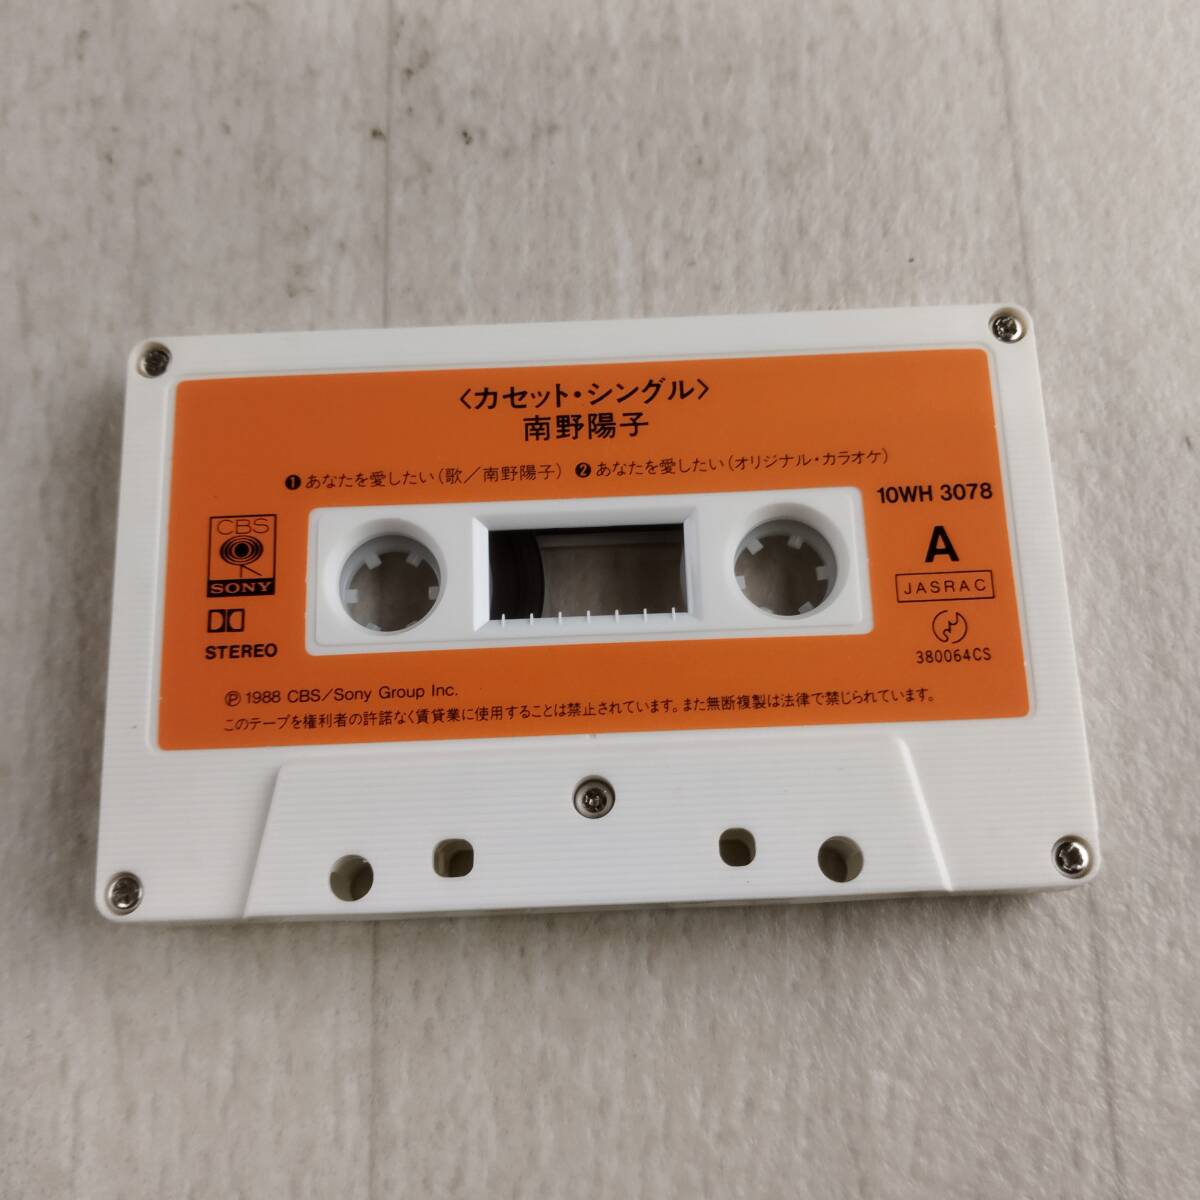 〈カセット・シングル〉
南野陽子
❶あなたを愛したい(歌/南野陽子) ❷あなたを愛したい(オリジナル・カラオケ)
10WH 3078
CBS
SONY
A
JASRAC
STEREO
380064CS
Ⓟ1988 CBS/Sony Group Inc.
このテープを権利者の許諾なく賃貸業に使用することは禁止されています。また無断複製は法律で禁じられています。